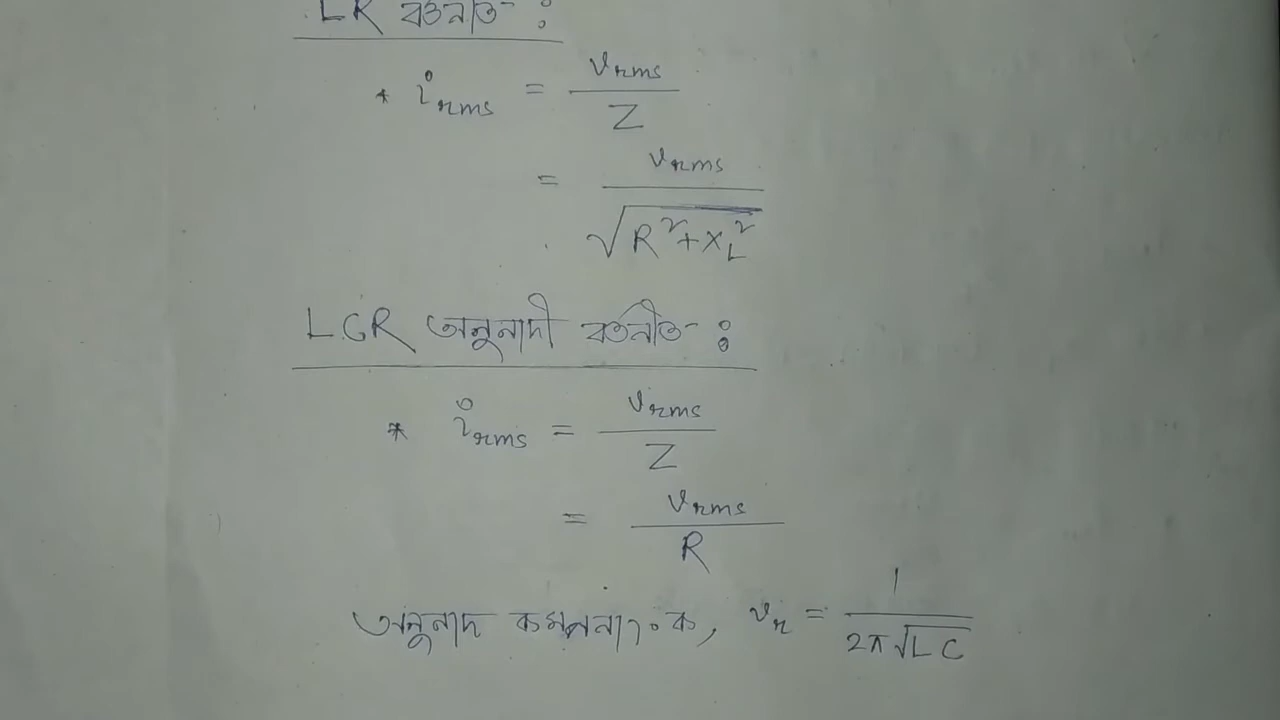 LR বর্তনীতে :
* i_rms = v_rms / Z
= v_rms / √(R² + X_L²)
LCR অনুনাদী বর্তনীতে :
* i_rms = v_rms / Z
= v_rms / R
অনুনাদ কম্পনাংক, ν_r = 1 / (2π√LC)